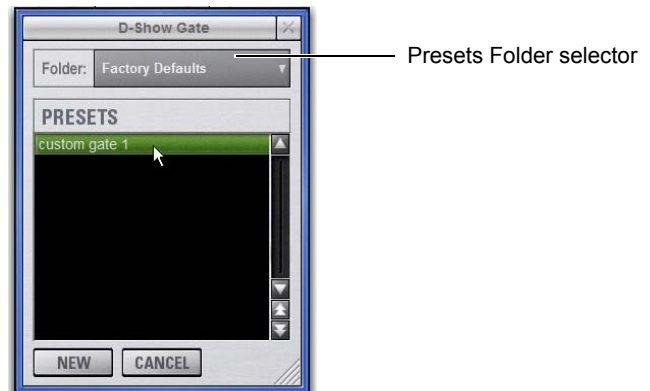 D-Show Gate
Presets Folder selector
Folder: Factory Defaults
PRESETS
custom gate 1
NEW CANCEL